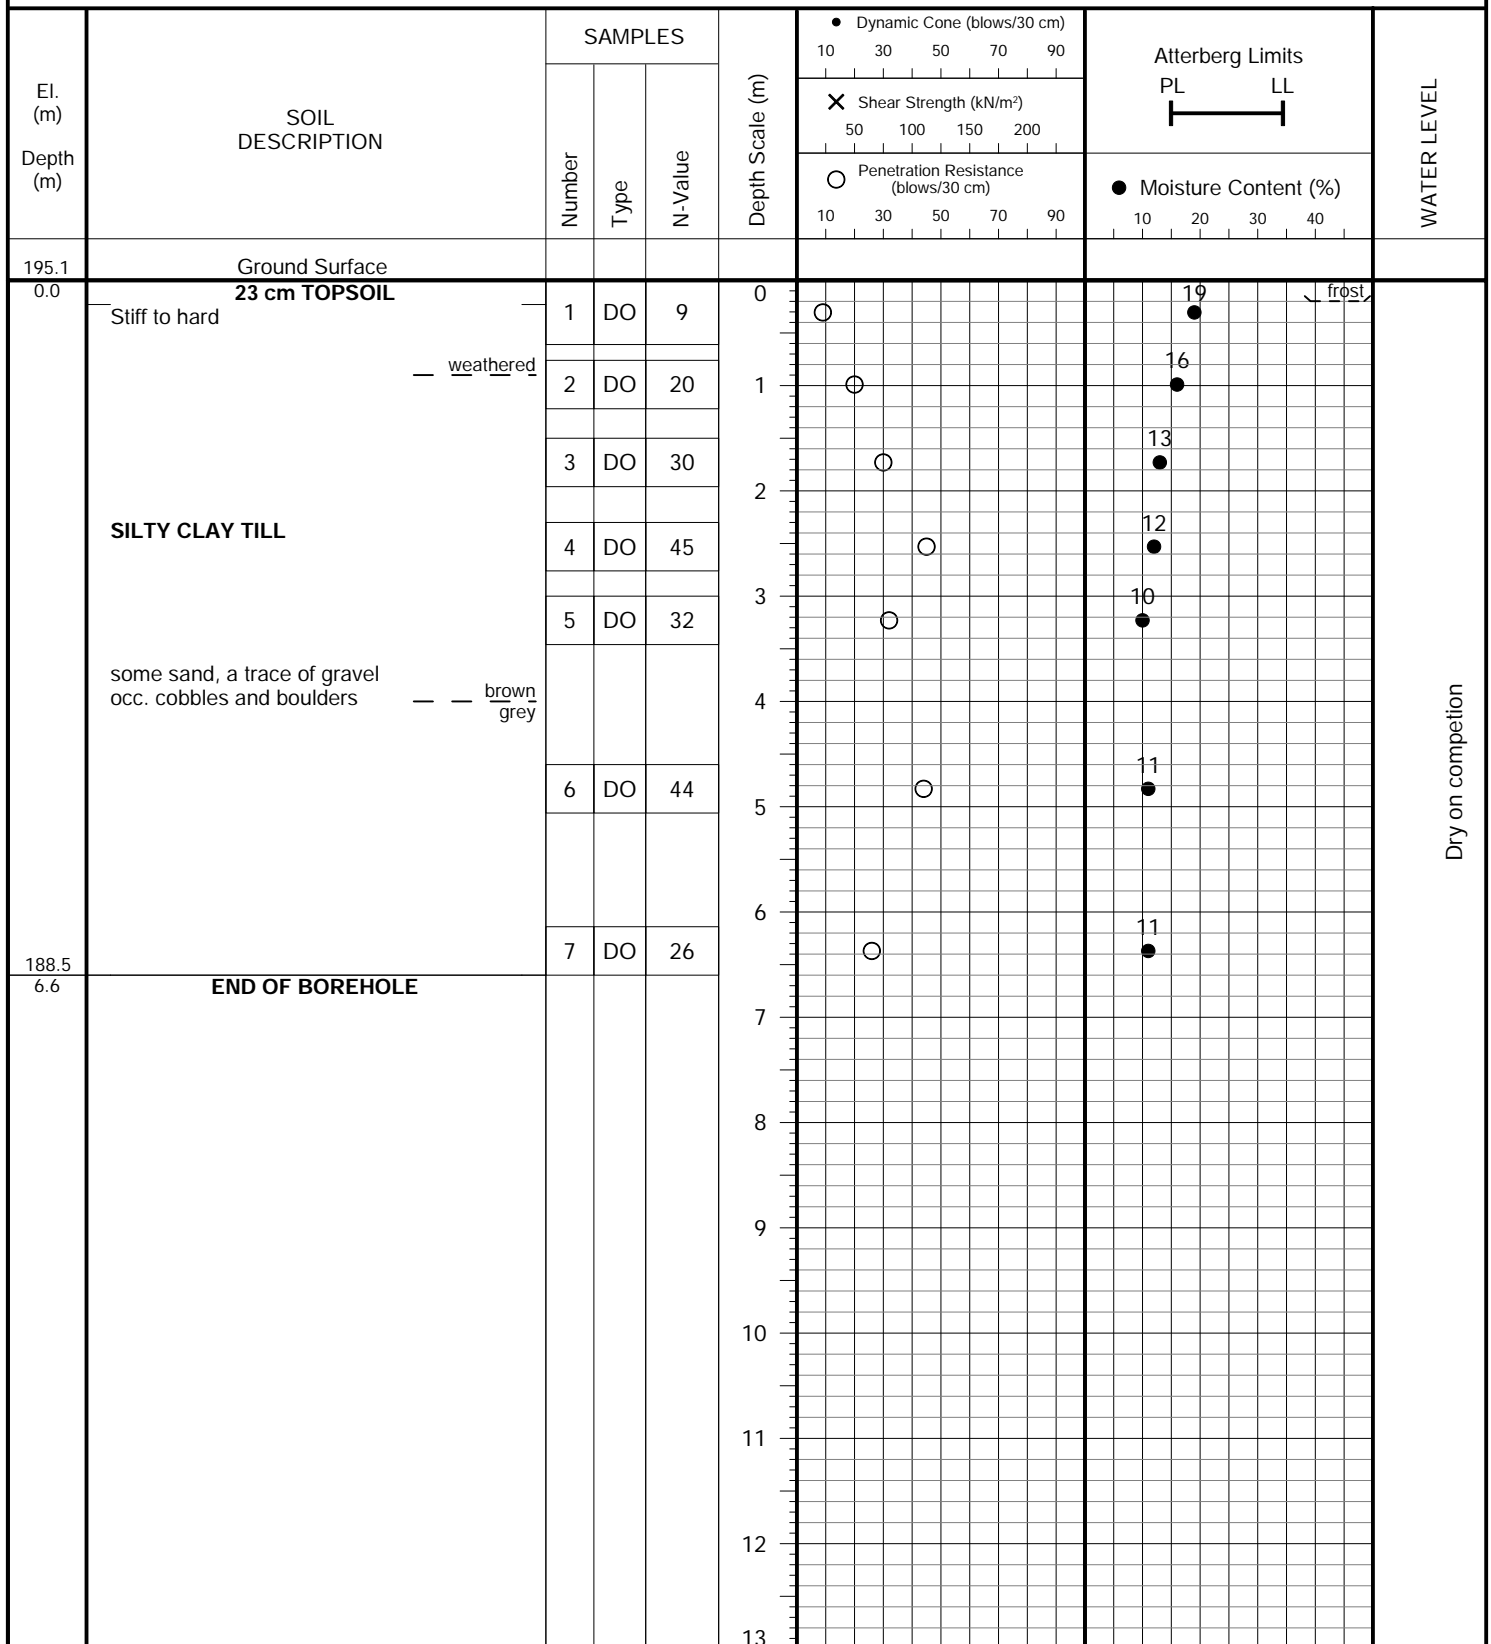 El.
(m)
Depth
(m)
SOIL
DESCRIPTION
SAMPLES
Number
Type
N-Value
Depth Scale (m)
● Dynamic Cone (blows/30 cm)
10 30 50 70 90
✕ Shear Strength (kN/m²)
50 100 150 200
○ Penetration Resistance
(blows/30 cm)
10 30 50 70 90
Atterberg Limits
PL LL
● Moisture Content (%)
10 20 30 40
WATER LEVEL
195.1 Ground Surface
0.0 23 cm TOPSOIL 0 19 frost
Stiff to hard 1 DO 9
weathered 16
2 DO 20 1
13
3 DO 30
2
12
SILTY CLAY TILL
4 DO 45
3 10
5 DO 32
some sand, a trace of gravel
occ. cobbles and boulders brown 4
grey
11
6 DO 44
5
Dry on competion
6
11
7 DO 26
188.5
6.6 END OF BOREHOLE
7
8
9
10
11
12
13